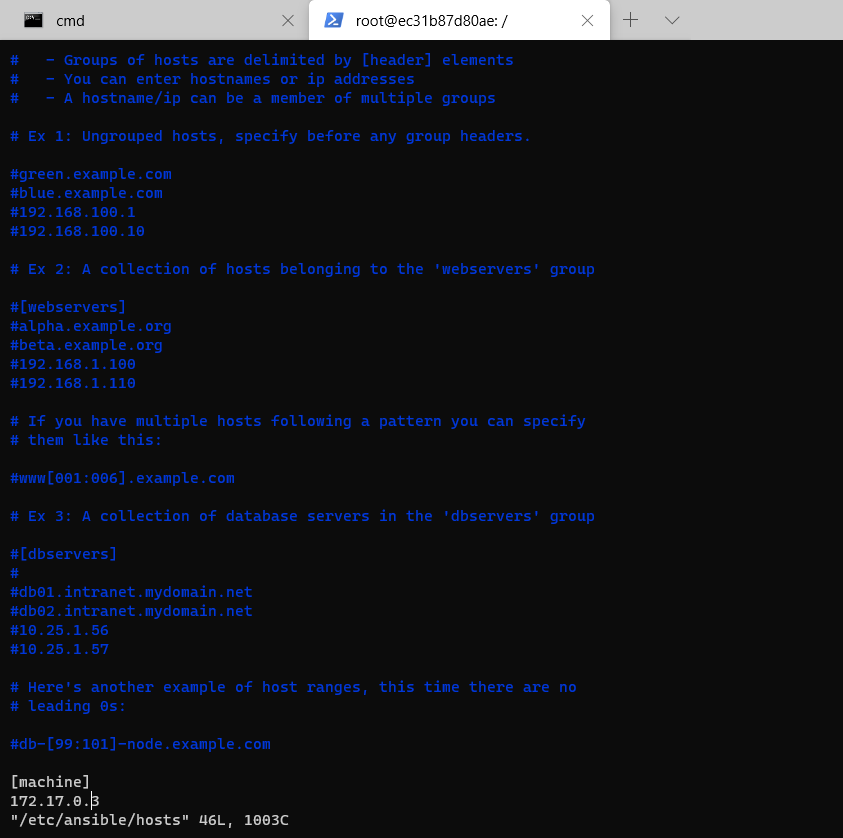 cmd
root@ec31b87d80ae: /
#   - Groups of hosts are delimited by [header] elements
#   - You can enter hostnames or ip addresses
#   - A hostname/ip can be a member of multiple groups
# Ex 1: Ungrouped hosts, specify before any group headers.
#green.example.com
#blue.example.com
#192.168.100.1
#192.168.100.10
# Ex 2: A collection of hosts belonging to the 'webservers' group
#[webservers]
#alpha.example.org
#beta.example.org
#192.168.1.100
#192.168.1.110
# If you have multiple hosts following a pattern you can specify
# them like this:
#www[001:006].example.com
# Ex 3: A collection of database servers in the 'dbservers' group
#[dbservers]
#
#db01.intranet.mydomain.net
#db02.intranet.mydomain.net
#10.25.1.56
#10.25.1.57
# Here's another example of host ranges, this time there are no
# leading 0s:
#db-[99:101]-node.example.com
[machine]
172.17.0.3
"/etc/ansible/hosts" 46L, 1003C